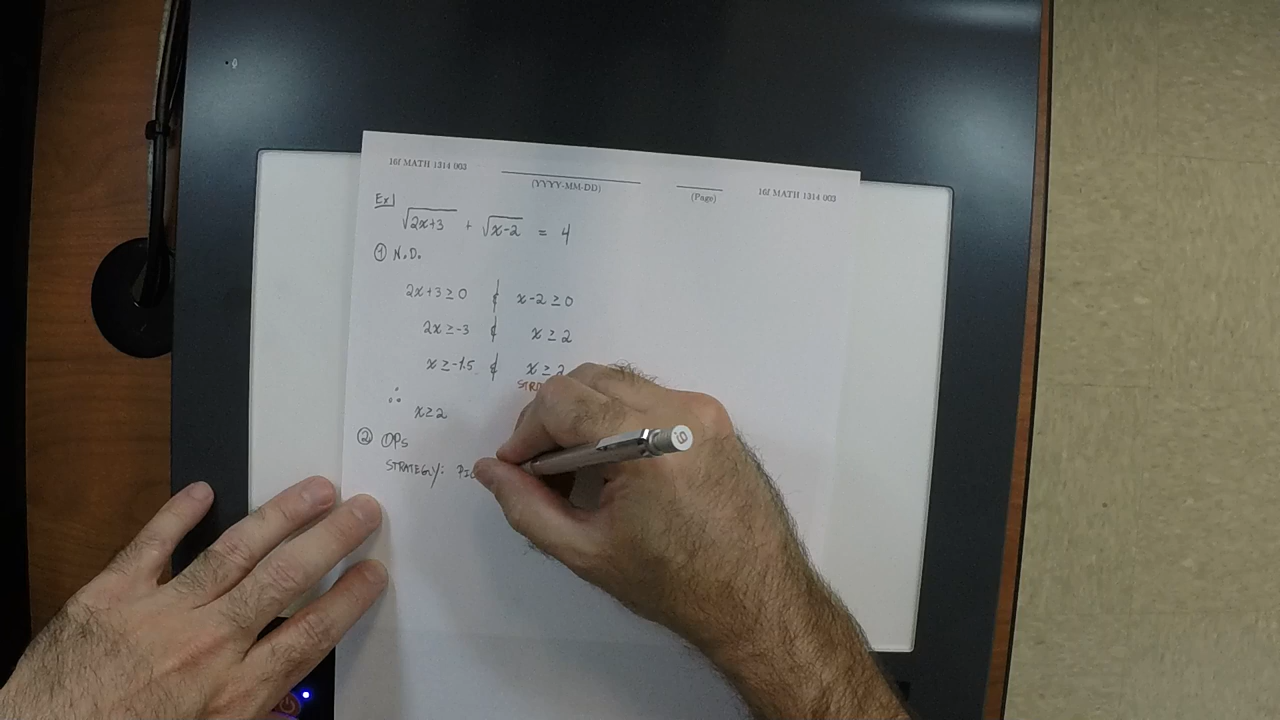 16f MATH 1314 003 (YYYY-MM-DD) (Page) 16f MATH 1314 003
Ex1
√2x+3 + √x-2 = 4
① N.D.
2x+3 ≥ 0 & x-2 ≥ 0
2x ≥ -3 & x ≥ 2
x ≥ -1.5 & x ≥ 2
∴
x ≥ 2
② OPs
STRATEGY: